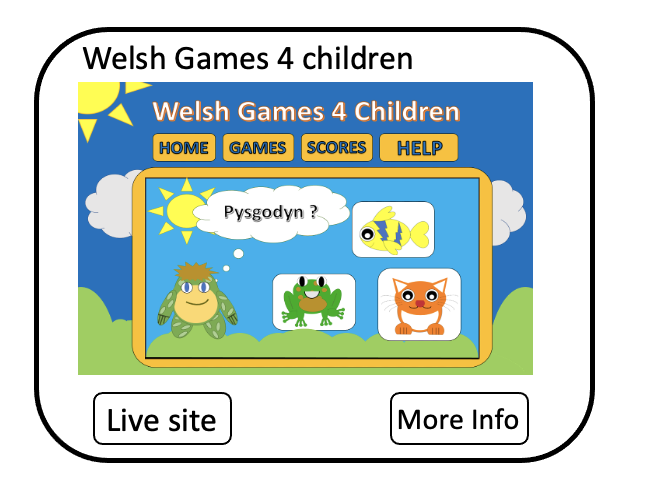 Welsh Games 4 children
Welsh Games 4 Children
HOME GAMES SCORES HELP
Pysgodyn ?
Live site More Info